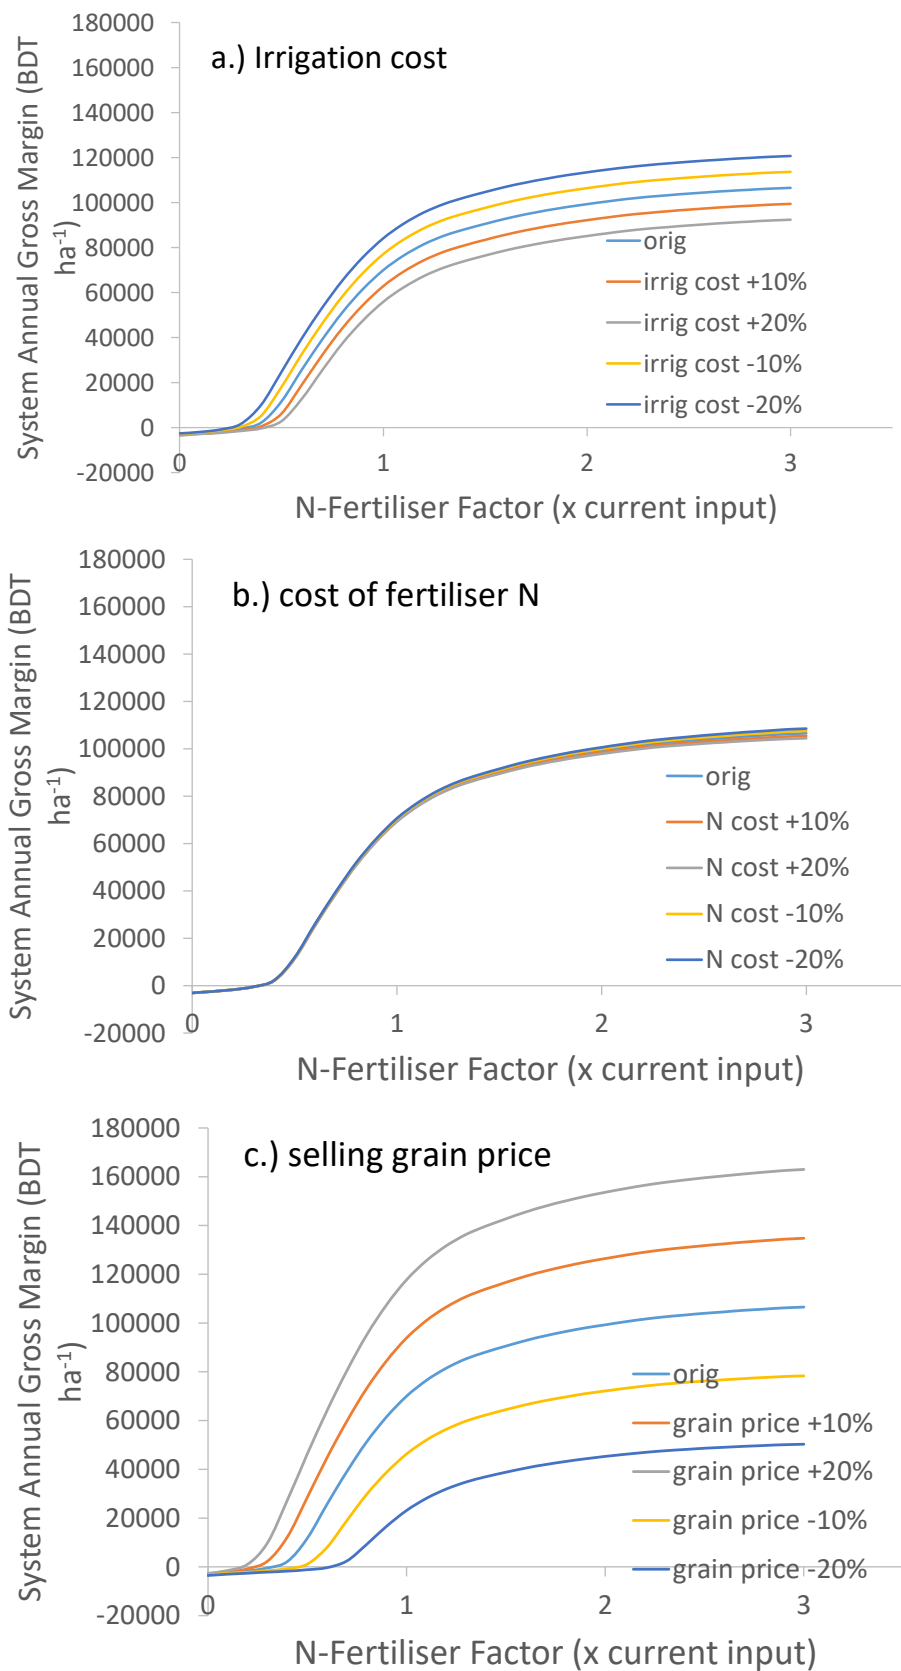 a.) Irrigation cost
System Annual Gross Margin (BDT
ha⁻¹)
180000
160000
140000
120000
100000
80000
60000
40000
20000
0
-20000
0
1
2
3
orig
irrig cost +10%
irrig cost +20%
irrig cost -10%
irrig cost -20%
N-Fertiliser Factor (x current input)
b.) cost of fertiliser N
System Annual Gross Margin (BDT
ha⁻¹)
180000
160000
140000
120000
100000
80000
60000
40000
20000
0
-20000
0
1
2
3
orig
N cost +10%
N cost +20%
N cost -10%
N cost -20%
N-Fertiliser Factor (x current input)
c.) selling grain price
System Annual Gross Margin (BDT
ha⁻¹)
180000
160000
140000
120000
100000
80000
60000
40000
20000
0
-20000
0
1
2
3
orig
grain price +10%
grain price +20%
grain price -10%
grain price -20%
N-Fertiliser Factor (x current input)